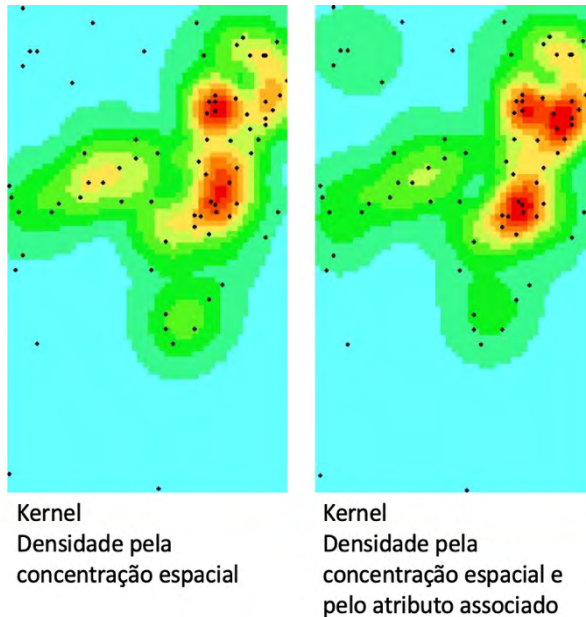 Kernel
Densidade pela
concentração espacial
Kernel
Densidade pela
concentração espacial e
pelo atributo associado